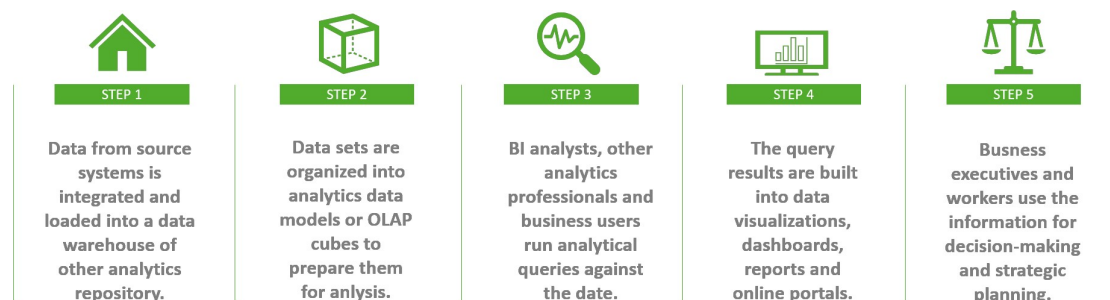 STEP 1
Data from source
systems is
integrated and
loaded into a data
warehouse of
other analytics
repository.
STEP 2
Data sets are
organized into
analytics data
models or OLAP
cubes to
prepare them
for anlysis.
STEP 3
BI analysts, other
analytics
professionals and
business users
run analytical
queries against
the date.
STEP 4
The query
results are built
into data
visualizations,
dashboards,
reports and
online portals.
STEP 5
Busness
executives and
workers use the
information for
decision-making
and strategic
planning.